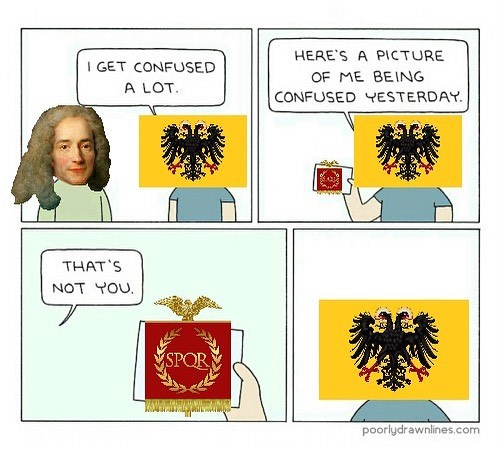 I GET CONFUSED
A LOT.
HERE'S A PICTURE
OF ME BEING
CONFUSED YESTERDAY.
THAT'S
NOT YOU.
SPQR
poorlydrawnlines.com